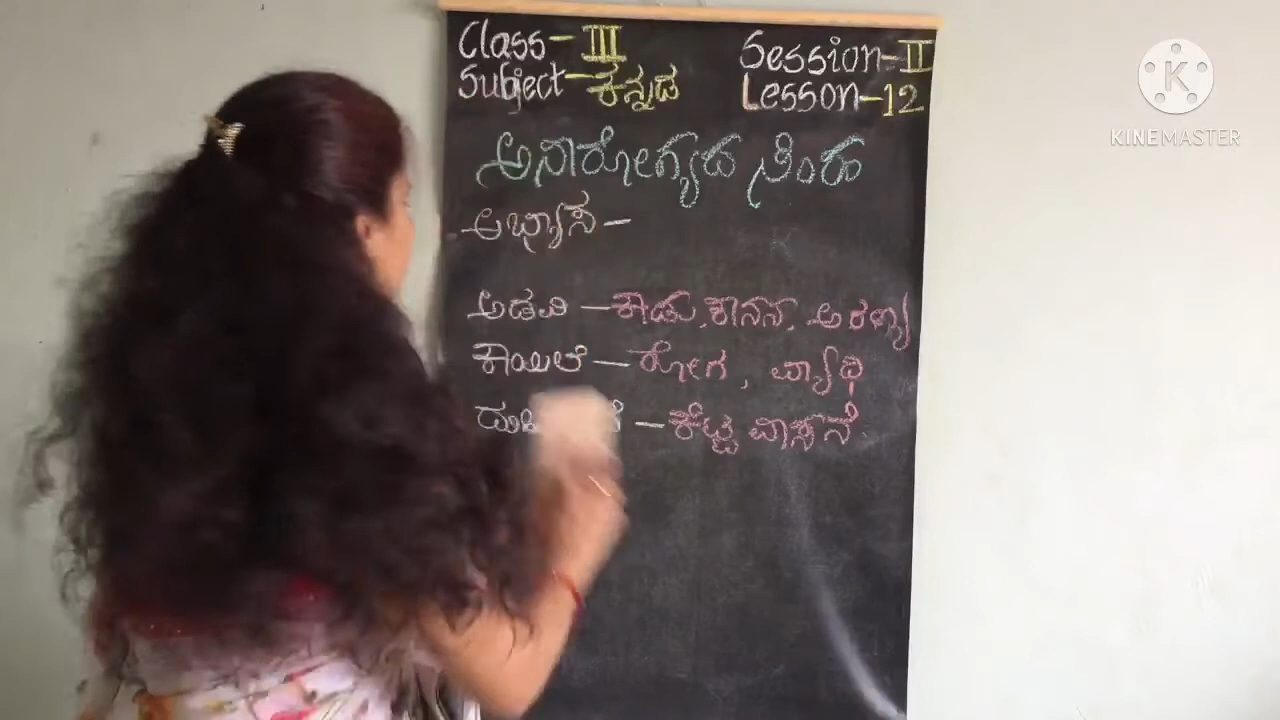 Class - III
Session - II
Subject - ಕನ್ನಡ
Lesson - 12
ಅನಾರೋಗ್ಯದ ಸಿಂಹ
ಅಭ್ಯಾಸ -
ಅಡವಿ - ಕಾಡು, ಕಾನನ, ಅರಣ್ಯ
ಕಾಯಿಲೆ - ರೋಗ, ವ್ಯಾಧಿ
- ಕೆಟ್ಟ ವಾಸನೆ
KINEMASTER